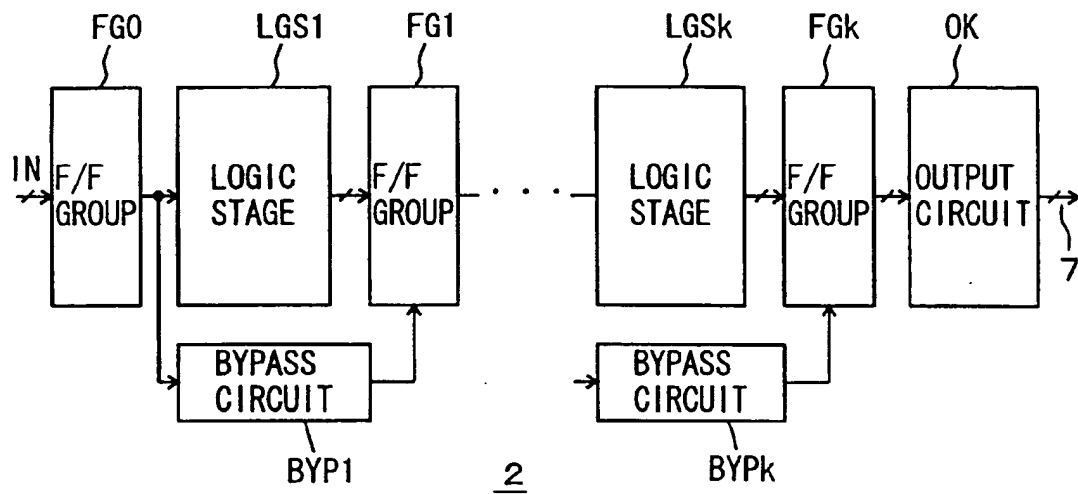 FG0 LGS1 FG1 LGSk FGk OK
IN
F/F
GROUP
LOGIC
STAGE
F/F
GROUP
. . .
LOGIC
STAGE
F/F
GROUP
OUTPUT
CIRCUIT
7
BYPASS
CIRCUIT
BYPASS
CIRCUIT
BYP1
BYPk
2